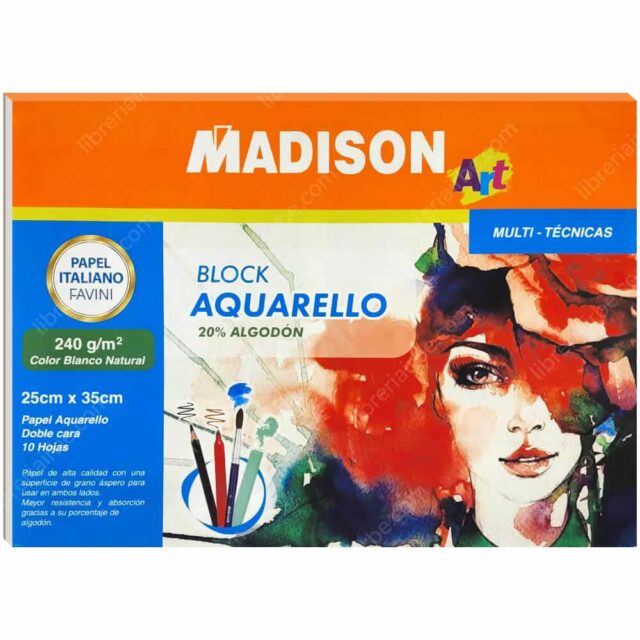 MADISON
Art
MULTI - TÉCNICAS
PAPEL
ITALIANO
FAVINI
BLOCK
AQUARELLO
20% ALGODÓN
240 g/m²
Color Blanco Natural
25cm x 35cm
Papel Aquarello
Doble cara
10 Hojas
Papel de alta calidad con una
superficie de grano áspero para
usar en ambos lados.
Mayor resistencia y absorción
gracias a su porcentaje de
algodón.